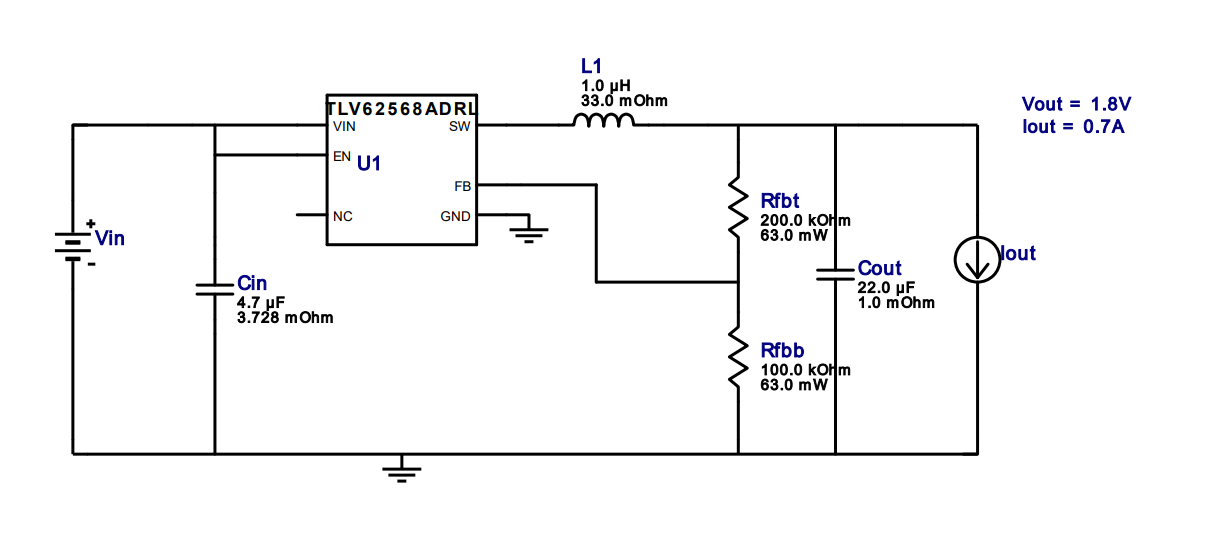 L1
1.0 µH
33.0 mOhm
Vout = 1.8V
Iout = 0.7A
TLV62568ADRL
VIN
SW
EN
U1
FB
NC
GND
+
Vin
-
Cin
4.7 µF
3.728 mOhm
Rfbt
200.0 kOhm
63.0 mW
Cout
22.0 µF
1.0 mOhm
Iout
Rfbb
100.0 kOhm
63.0 mW